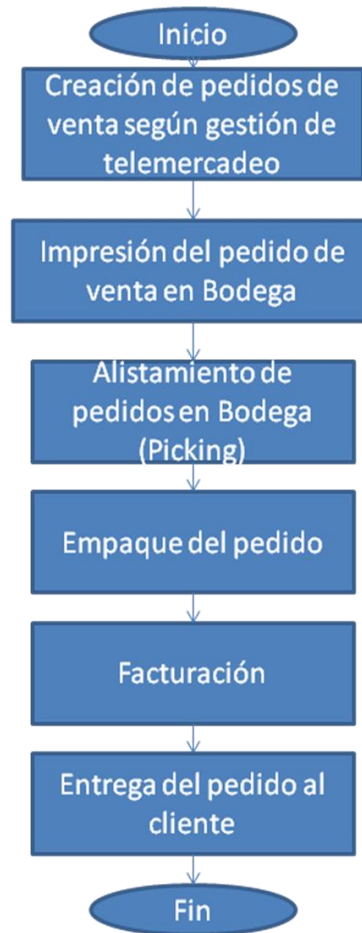 Inicio
Creación de pedidos de
venta según gestión de
telemercadeo
Impresión del pedido de
venta en Bodega
Alistamiento de
pedidos en Bodega
(Picking)
Empaque del pedido
Facturación
Entrega del pedido al
cliente
Fin